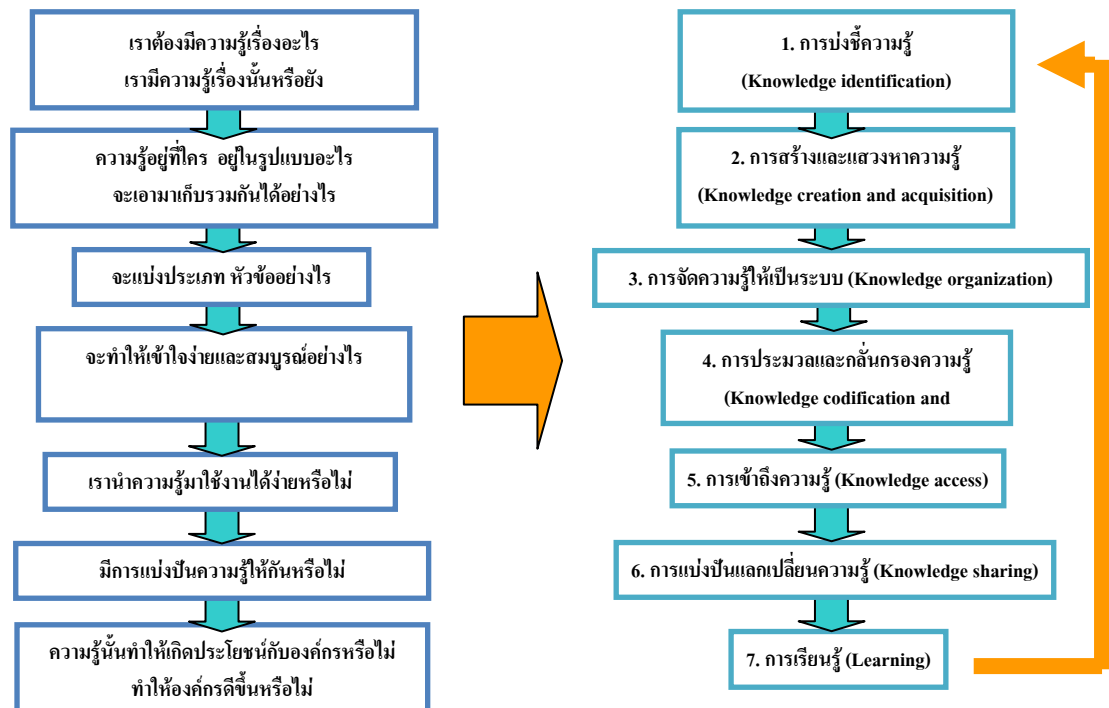 เราต้องมีความรู้เรื่องอะไร
เรามีความรู้เรื่องนั้นหรือยัง
ความรู้อยู่ที่ใคร อยู่ในรูปแบบอะไร
จะเอามาเก็บรวมกันได้อย่างไร
จะแบ่งประเภท หัวข้ออย่างไร
จะทำให้เข้าใจง่ายและสมบูรณ์อย่างไร
เรานำความรู้มาใช้งานได้ง่ายหรือไม่
มีการแบ่งปันความรู้ให้กันหรือไม่
ความรู้นั้นทำให้เกิดประโยชน์กับองค์กรหรือไม่
ทำให้องค์กรดีขึ้นหรือไม่
1. การบ่งชี้ความรู้
(Knowledge identification)
2. การสร้างและแสวงหาความรู้
(Knowledge creation and acquisition)
3. การจัดความรู้ให้เป็นระบบ (Knowledge organization)
4. การประมวลและกลั่นกรองความรู้
(Knowledge codification and
5. การเข้าถึงความรู้ (Knowledge access)
6. การแบ่งปันแลกเปลี่ยนความรู้ (Knowledge sharing)
7. การเรียนรู้ (Learning)